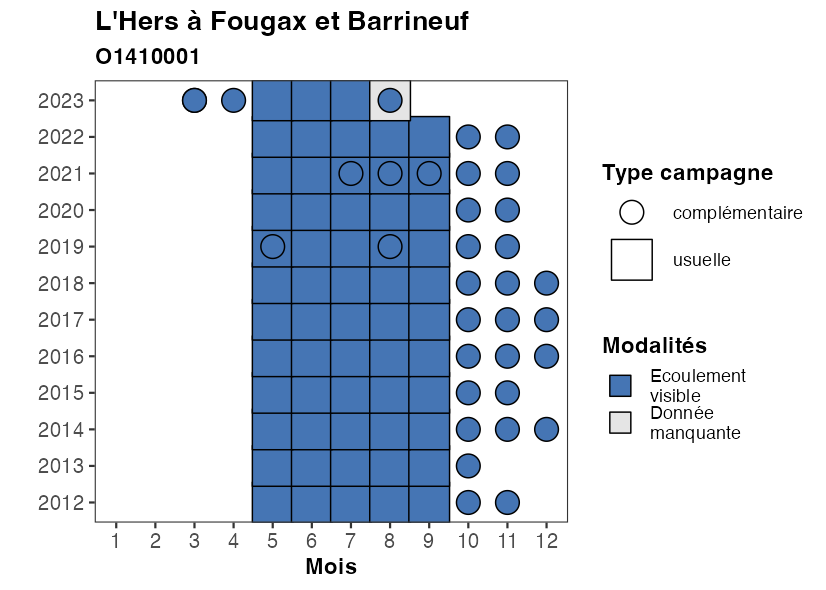 L'Hers à Fougax et Barrineuf
O1410001
2023
2022
2021
2020
2019
2018
2017
2016
2015
2014
2013
2012
1 2 3 4 5 6 7 8 9 10 11 12
Mois
Type campagne
complémentaire
usuelle
Modalités
Ecoulement
visible
Donnée
manquante